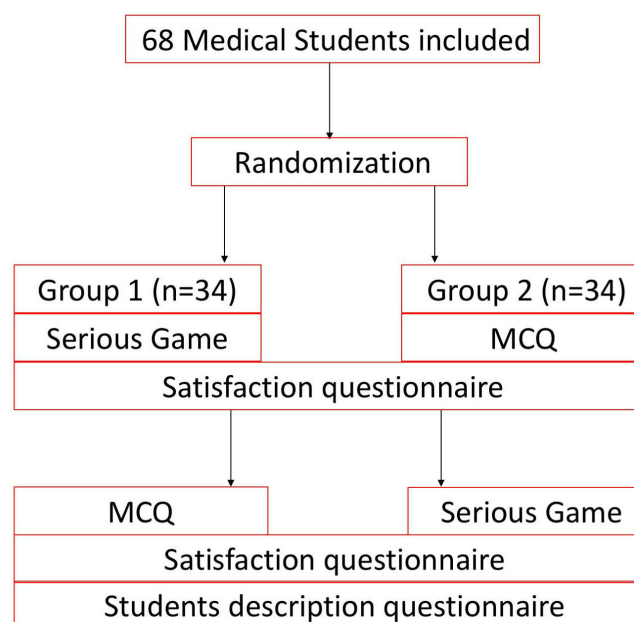 68 Medical Students included
Randomization
Group 1 (n=34)
Group 2 (n=34)
Serious Game
MCQ
Satisfaction questionnaire
MCQ
Serious Game
Satisfaction questionnaire
Students description questionnaire